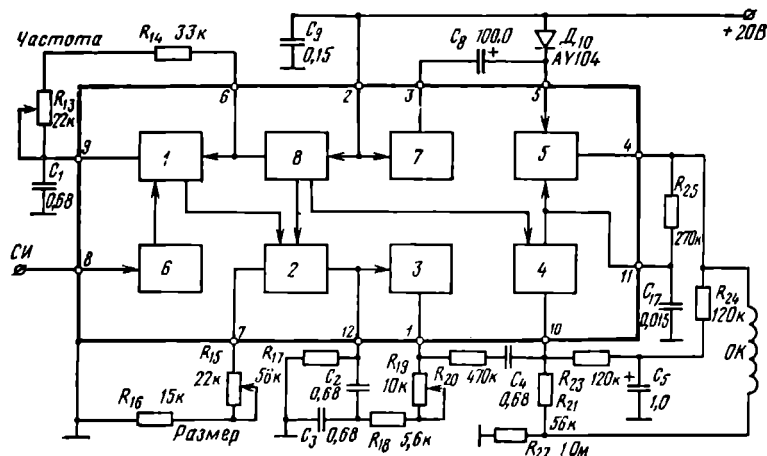 Частота
R14 33к
C9 0,15
C8 100.0 +
Д10 АУ104
+20В
6
2
3
5
R13 22к
9
C1 0,68
1
8
7
5
4
R25 270к
СИ
8
6
2
3
4
11
C17 0,015
R24 120к
ОК
7
12
1
10
R15 22к
R17 56к
C2 0,68
R19 10к
R20 470к
C4 0,68
R23 120к
+ C5 1,0
R16 15к
Размер
C3 0,68
R18 5,6к
R21 56к
R22 1Ом